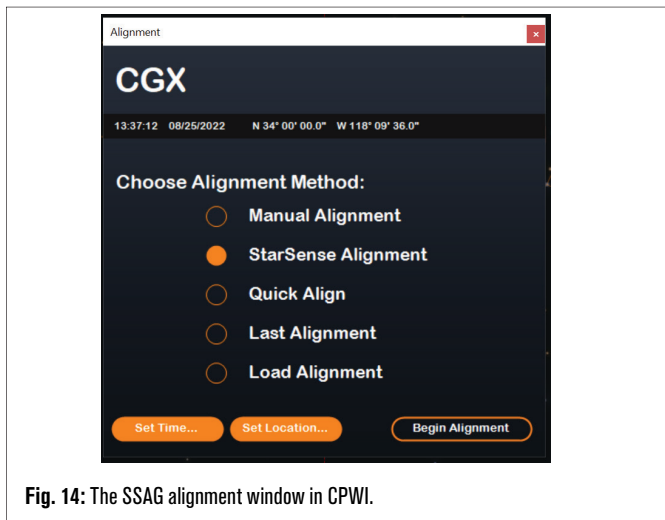 Alignment
CGX
13:37:12 08/25/2022 N 34° 00' 00.0" W 118° 09' 36.0"
Choose Alignment Method:
Manual Alignment
StarSense Alignment
Quick Align
Last Alignment
Load Alignment
Set Time... Set Location... Begin Alignment
Fig. 14: The SSAG alignment window in CPWI.